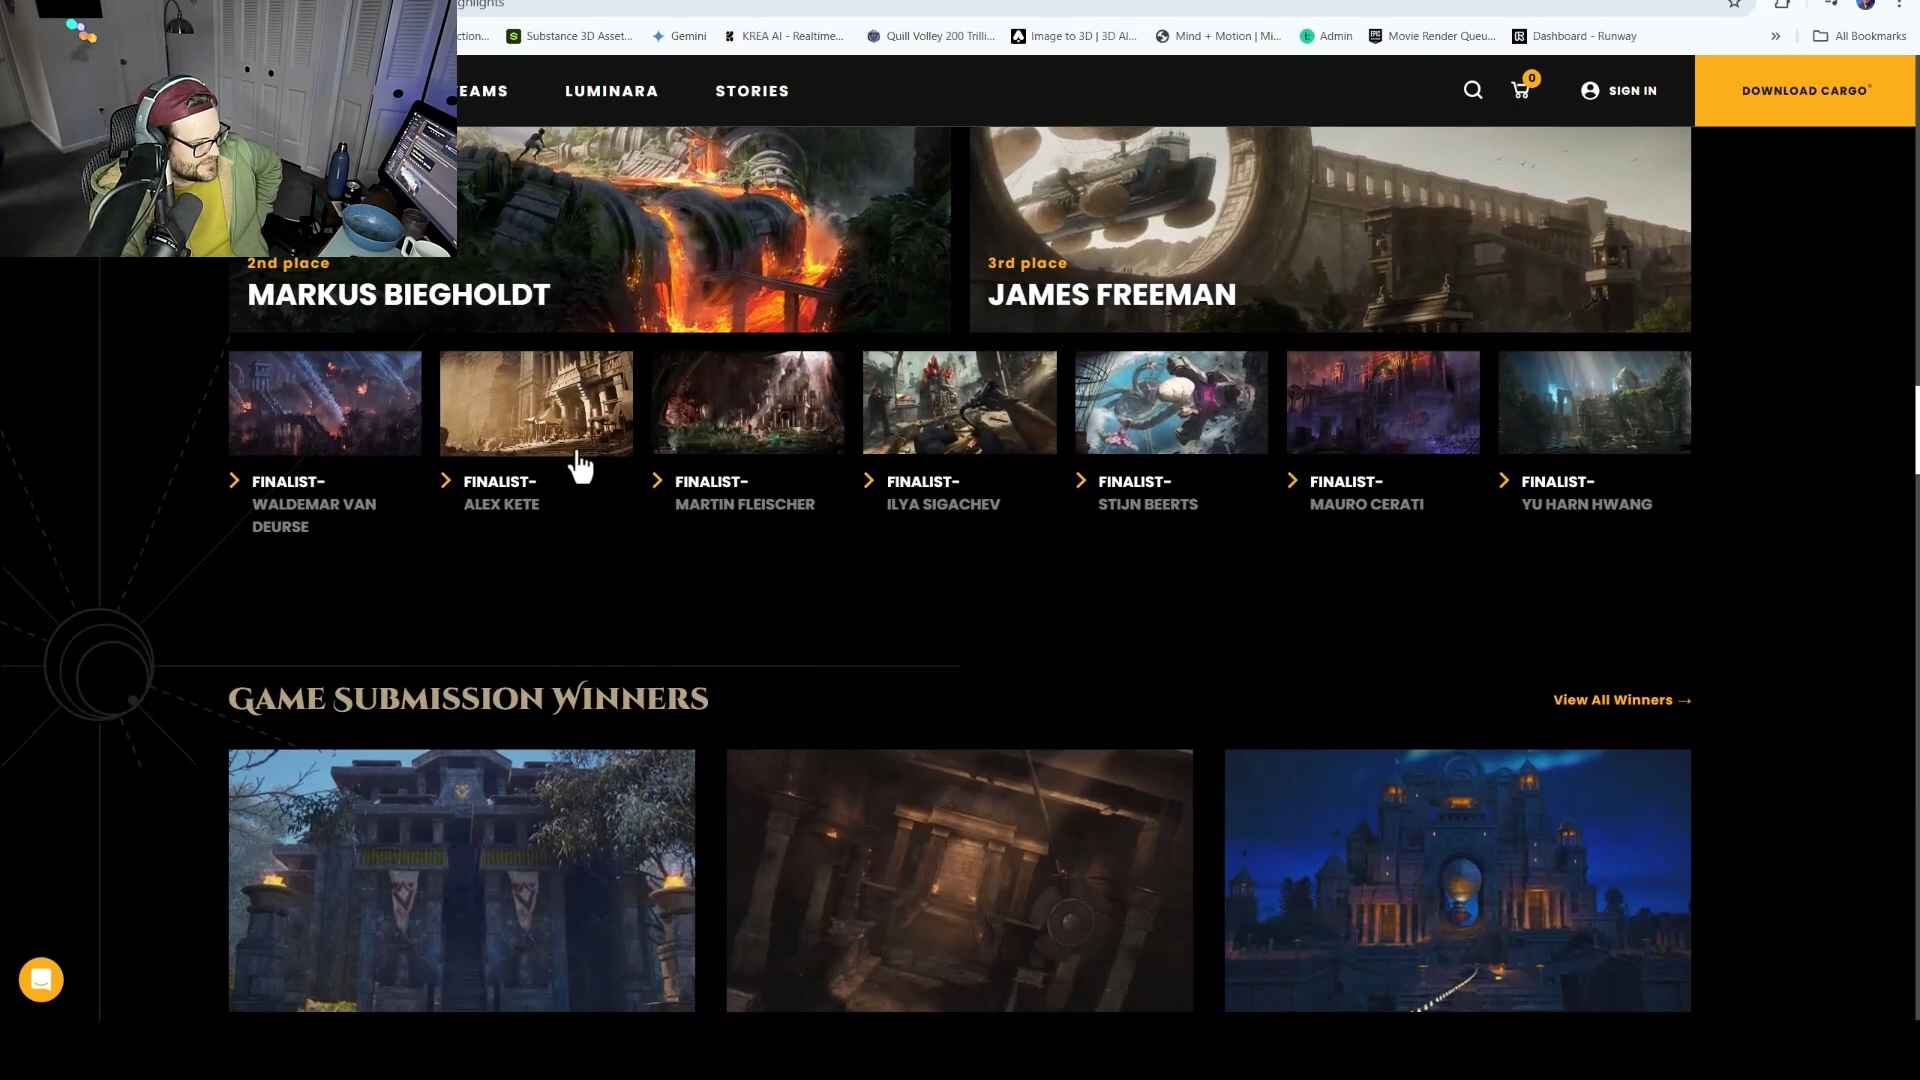 ghlights
ction...
Substance 3D Asset...
Gemini
KREA AI - Realtime...
Quill Volley 200 Trilli...
Image to 3D | 3D AI...
Mind + Motion | Mi...
Admin
Movie Render Queu...
Dashboard - Runway
»
All Bookmarks
EAMS
LUMINARA
STORIES
0
SIGN IN
DOWNLOAD CARGO
2nd place
MARKUS BIEGHOLDT
3rd place
JAMES FREEMAN
FINALIST-
WALDEMAR VAN
DEURSE
FINALIST-
ALEX KETE
FINALIST-
MARTIN FLEISCHER
FINALIST-
ILYA SIGACHEV
FINALIST-
STIJN BEERTS
FINALIST-
MAURO CERATI
FINALIST-
YU HARN HWANG
GAME SUBMISSION WINNERS
View All Winners →